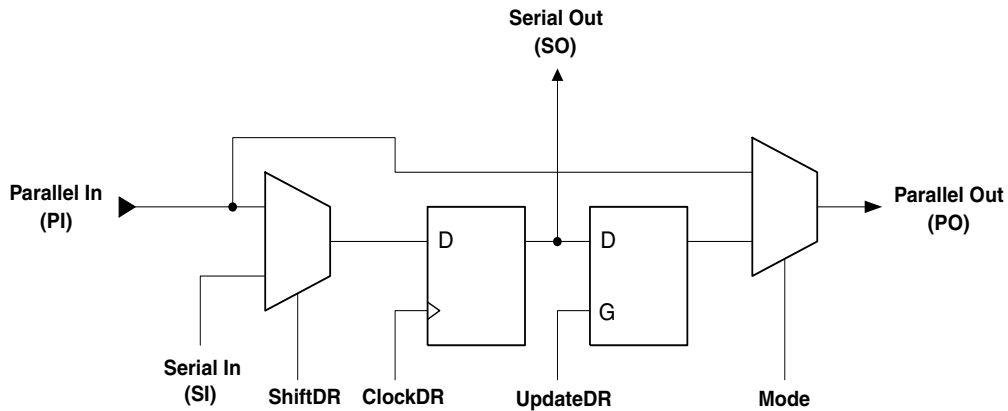 Serial Out
(SO)
Parallel In
(PI)
Parallel Out
(PO)
D
D
G
Serial In
(SI)
ShiftDR
ClockDR
UpdateDR
Mode